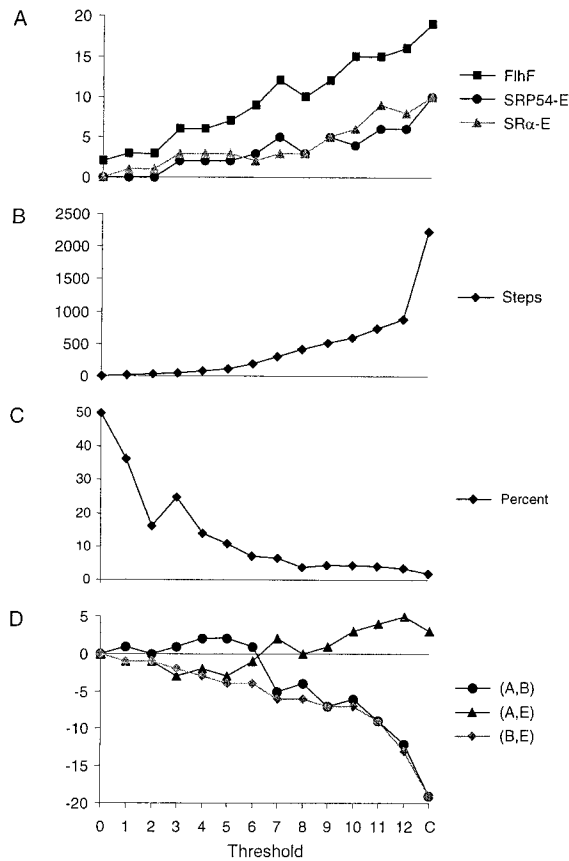 A
20
15
10
5
0
FlhF
SRP54-E
SRα-E
B
2500
2000
1500
1000
500
0
Steps
C
50
40
30
20
10
0
Percent
D
5
0
-5
-10
-15
-20
(A,B)
(A,E)
(B,E)
0 1 2 3 4 5 6 7 8 9 10 11 12 C
Threshold